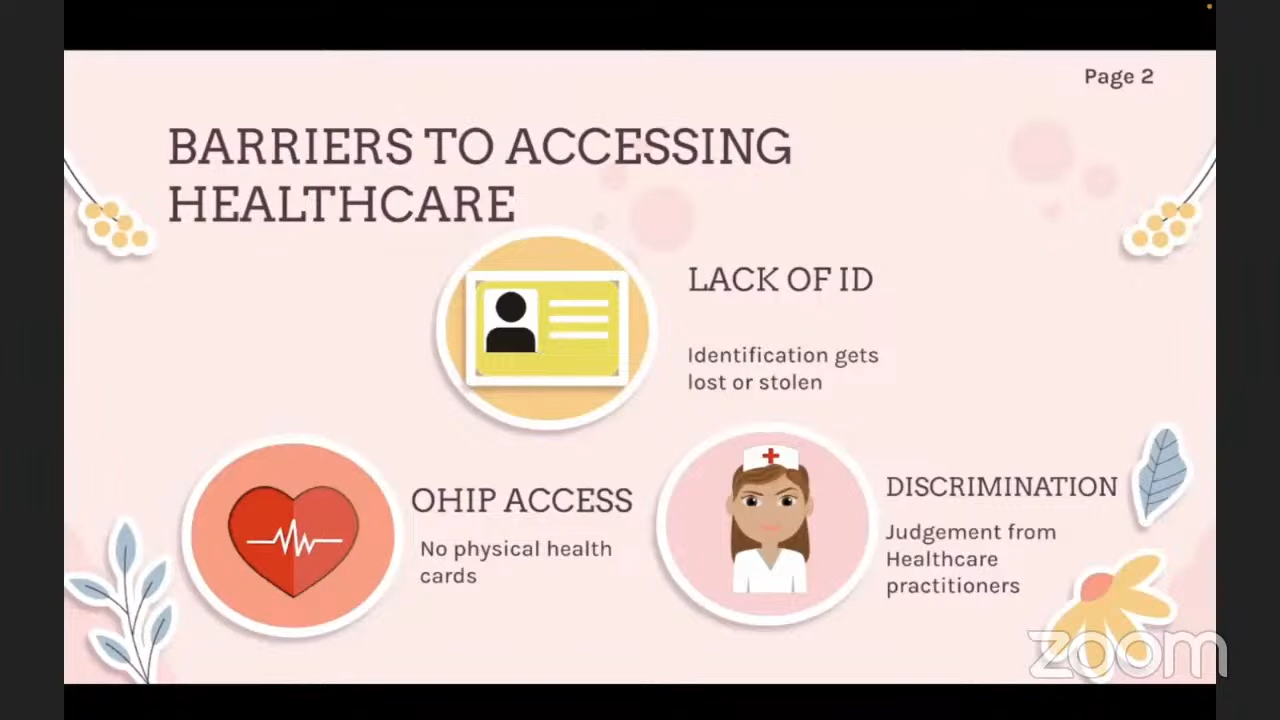 Page 2
BARRIERS TO ACCESSING
HEALTHCARE
LACK OF ID
Identification gets
lost or stolen
OHIP ACCESS
No physical health
cards
DISCRIMINATION
Judgement from
Healthcare
practitioners
zoom